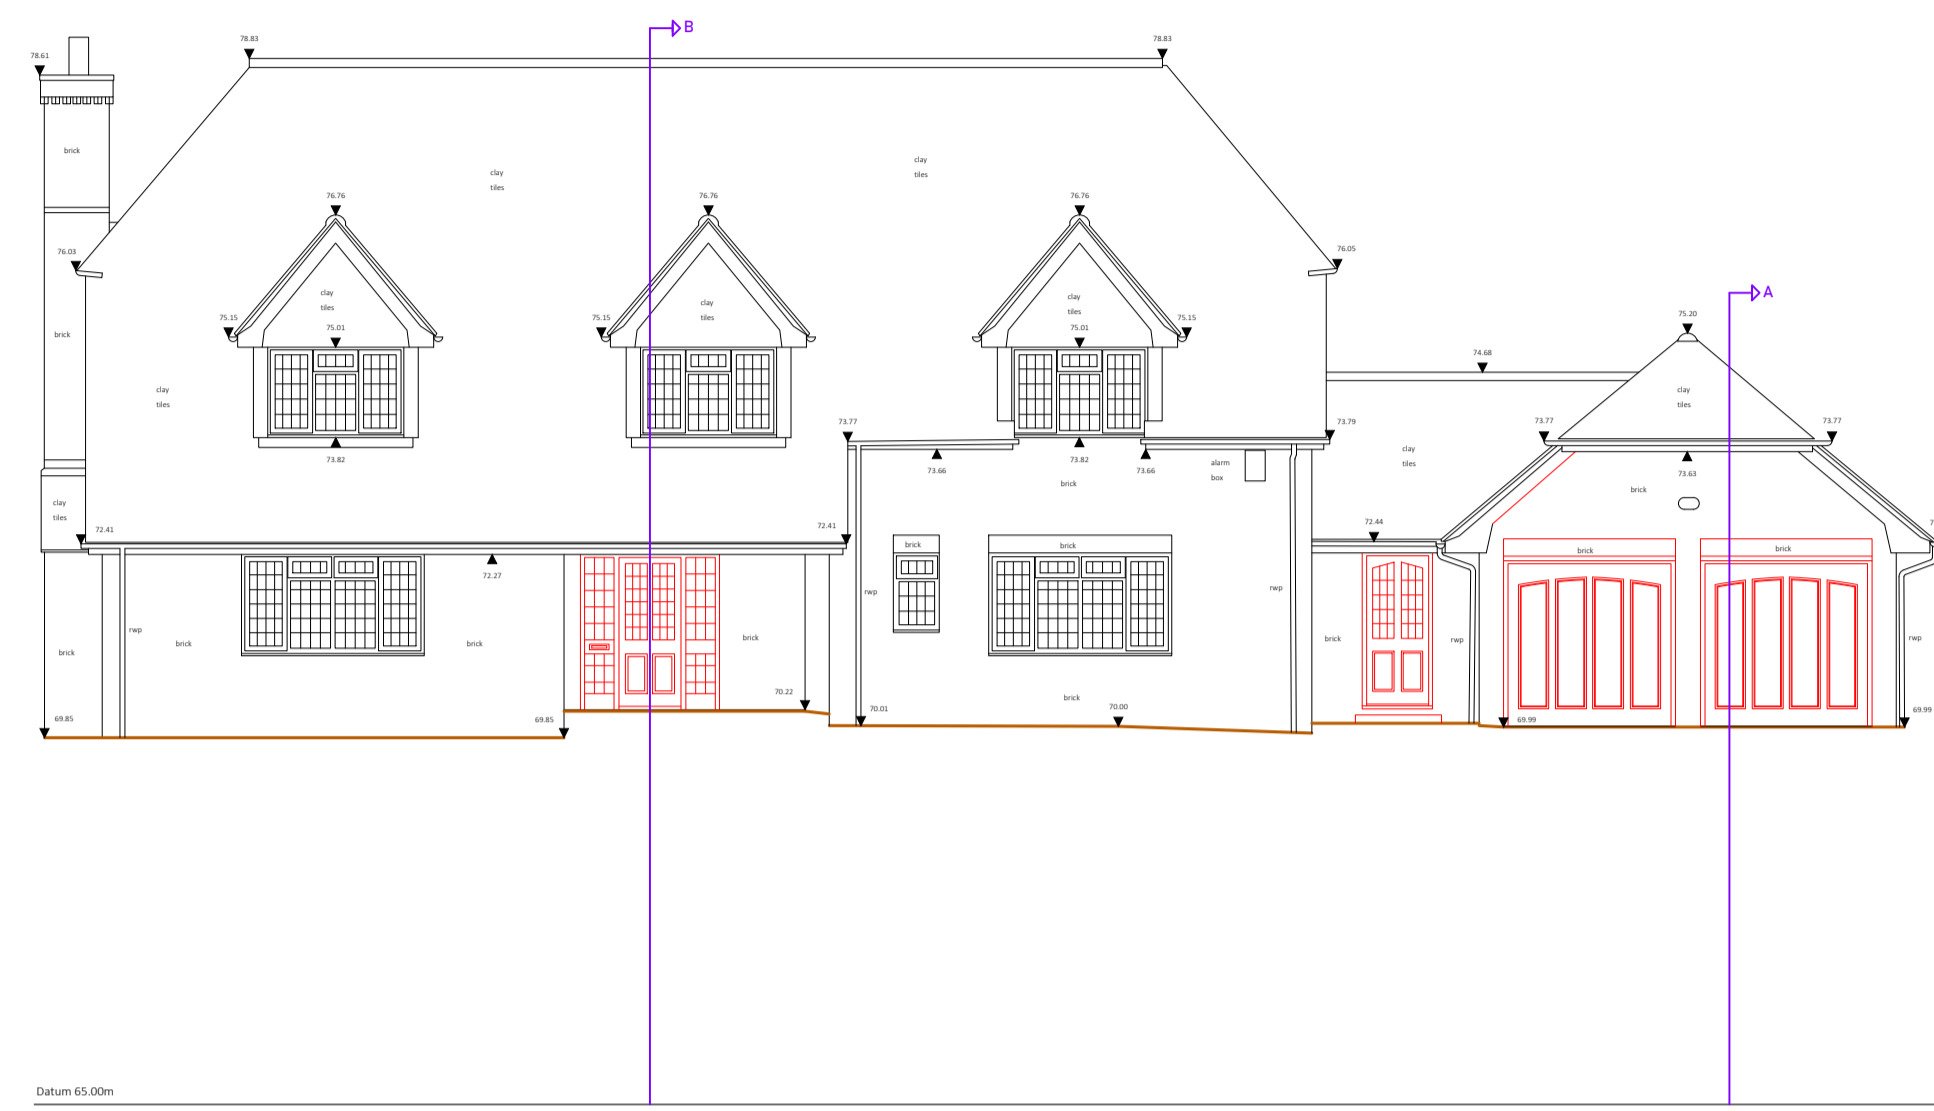 B
78.83
78.83
78.61
brick
clay
tiles
clay
tiles
76.76
76.76
76.76
76.03
76.05
A
clay
tiles
clay
tiles
clay
tiles
75.15
75.15
75.15
75.01
75.01
75.20
brick
74.68
clay
tiles
clay
tiles
73.77
73.79
73.77
73.77
73.82
73.66
73.82
73.66
alarm
box
clay
tiles
73.63
brick
brick
clay
tiles
72.41
72.41
72.44
brick
brick
brick
brick
72.27
rwp
rwp
rwp
brick
brick
brick
brick
brick
rwp
rwp
brick
70.22
69.85
69.85
70.01
70.00
69.99
69.99
Datum 65.00m